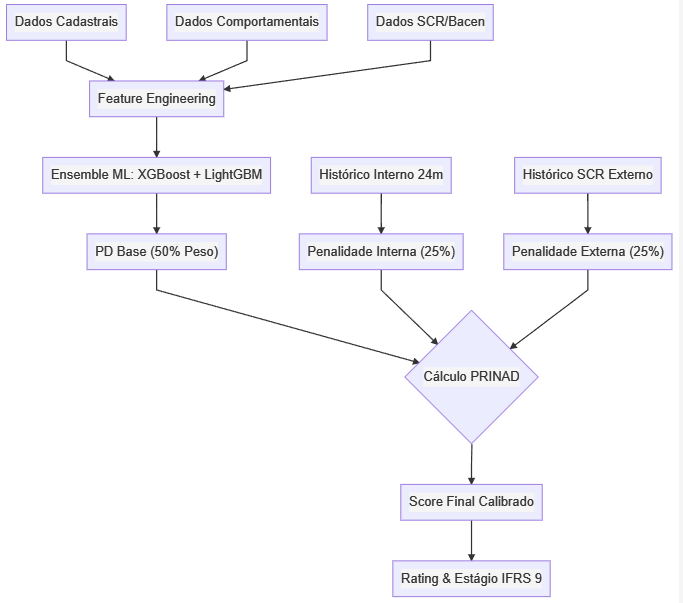 Dados Cadastrais
Dados Comportamentais
Dados SCR/Bacen
Feature Engineering
Ensemble ML: XGBoost + LightGBM
Histórico Interno 24m
Histórico SCR Externo
PD Base (50% Peso)
Penalidade Interna (25%)
Penalidade Externa (25%)
Cálculo PRINAD
Score Final Calibrado
Rating & Estágio IFRS 9